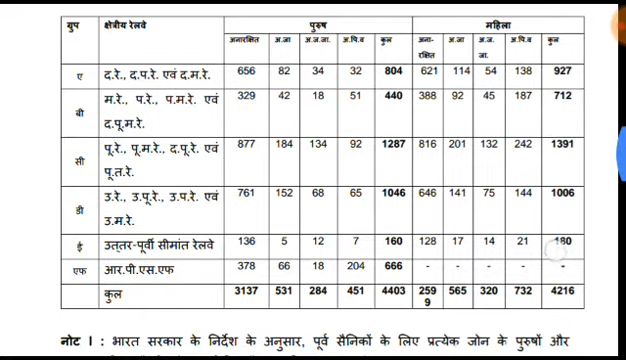 ग्रुप क्षेत्रीय रेलवे पुरुष महिला
अनारक्षित अ.जा अ.ज.जा. अ.पि.व कुल अना-रक्षित अ.जा अ.ज.जा. अ.पि.व कुल
ए द.रे., द.प.रे. एवं द.म.रे. 656 82 34 32 804 621 114 54 138 927
बी म.रे., प.रे., प.म.रे. एवं द.पू.म.रे. 329 42 18 51 440 388 92 45 187 712
सी पू.रे., पू.म.रे., द.पू.रे. एवं पू.त.रे. 877 184 134 92 1287 816 201 132 242 1391
डी उ.रे., उ.पू.रे., उ.प.रे. एवं उ.म.रे. 761 152 68 65 1046 646 141 75 144 1006
ई उत्तर-पूर्वी सीमांत रेलवे 136 5 12 7 160 128 17 14 21 180
एफ आर.पी.एस.एफ 378 66 18 204 666 - - - - -
कुल 3137 531 284 451 4403 2599 565 320 732 4216
नोट I : भारत सरकार के निर्देश के अनुसार, पूर्व सैनिकों के लिए प्रत्येक जोन के पुरुषों और